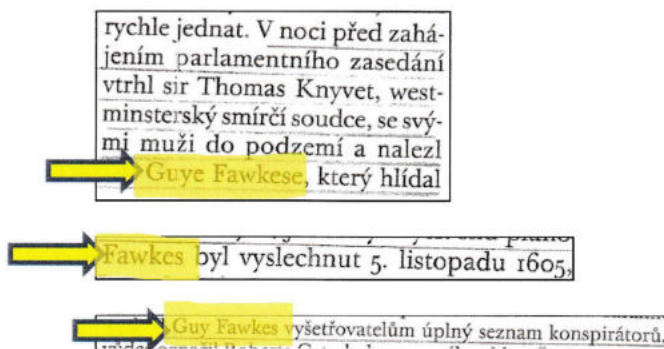 rychle jednat. V noci před zahá-
jením parlamentního zasedání
vtrhl sir Thomas Knyvet, west-
minsterský smírčí soudce, se svý-
mi muži do podzemí a nalezl
Guye Fawkese, který hlídal
Fawkes byl vyslechnut 5. listopadu 1605,
Guy Fawkes vyšetřovatelům úplný seznam konspirátorů.